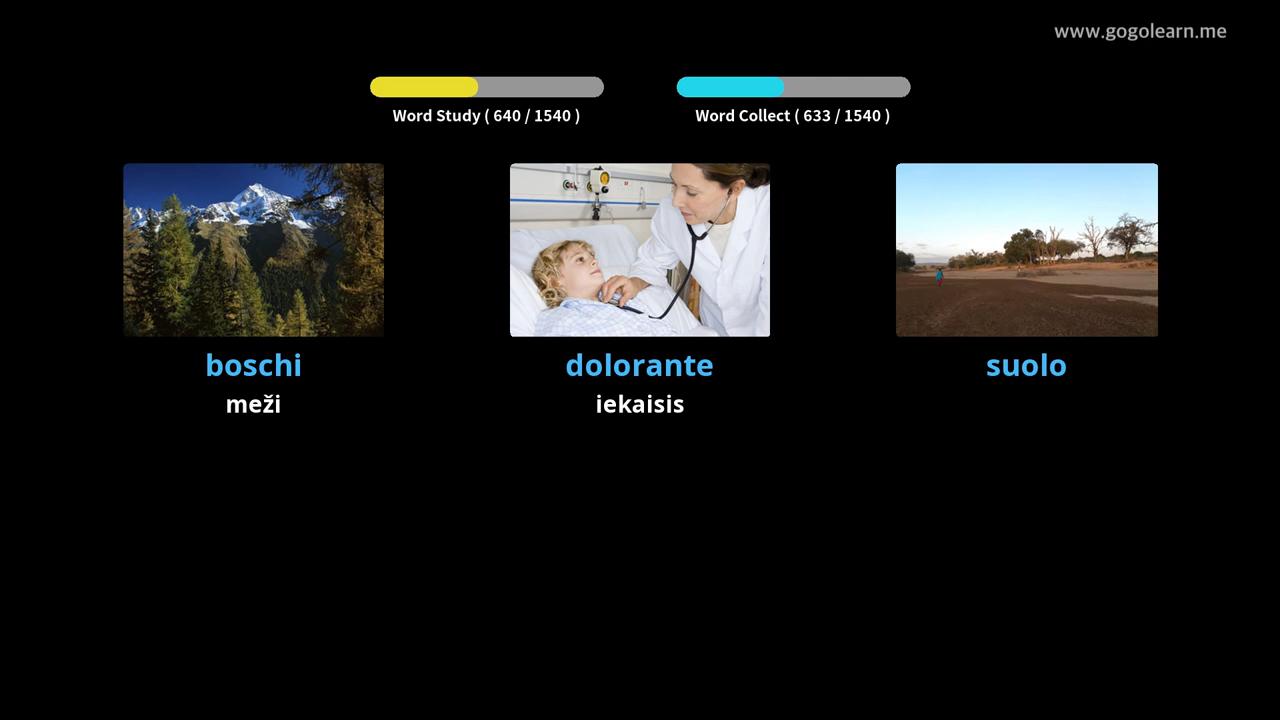 www.gogolearn.me
Word Study ( 640 / 1540 )
Word Collect ( 633 / 1540 )
boschi
dolorante
suolo
meži
iekaisis